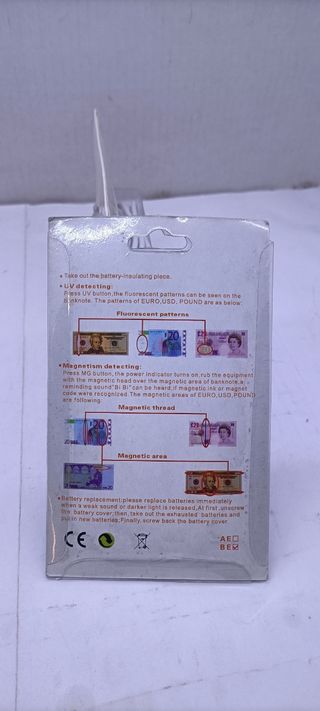 • Take out the battery-insulating piece.
• UV detecting:
Press UV button,the fluorescent patterns can be seen on the
banknote. The patterns of EURO,USD, POUND are as below:
Fluorescent patterns
• Magnetism detecting:
Press MG button, the power indicator turns on,rub the equipment
with the magnetic head over the magnetic area of banknote,a
reminding sound"Bi Bi"can be heard,if magnetic ink or magnet
code were recognized.The magnetic areas of EURO,USD,POUND
are following:
Magnetic thread
Magnetic area
• Battery replacement:please replace batteries immediately
when a weak sound or darker light is released,At first ,unscrew
the battery cover;then, take out the exhausted batteries and
put in new batteries;Finally, screw back the battery cover.
CE
AE
BE